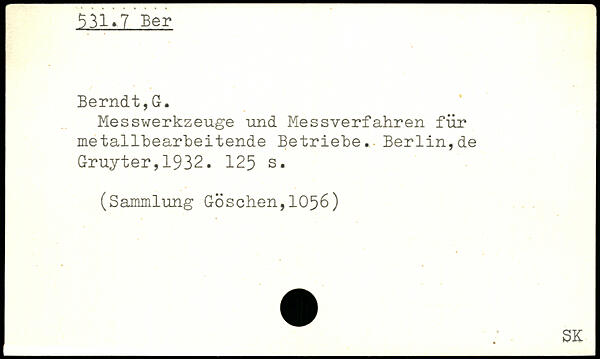 531.7 Ber
Berndt,G.
Messwerkzeuge und Messverfahren für
metallbearbeitende Betriebe. Berlin,de
Gruyter,1932. 125 s.
(Sammlung Göschen,1056)
SK